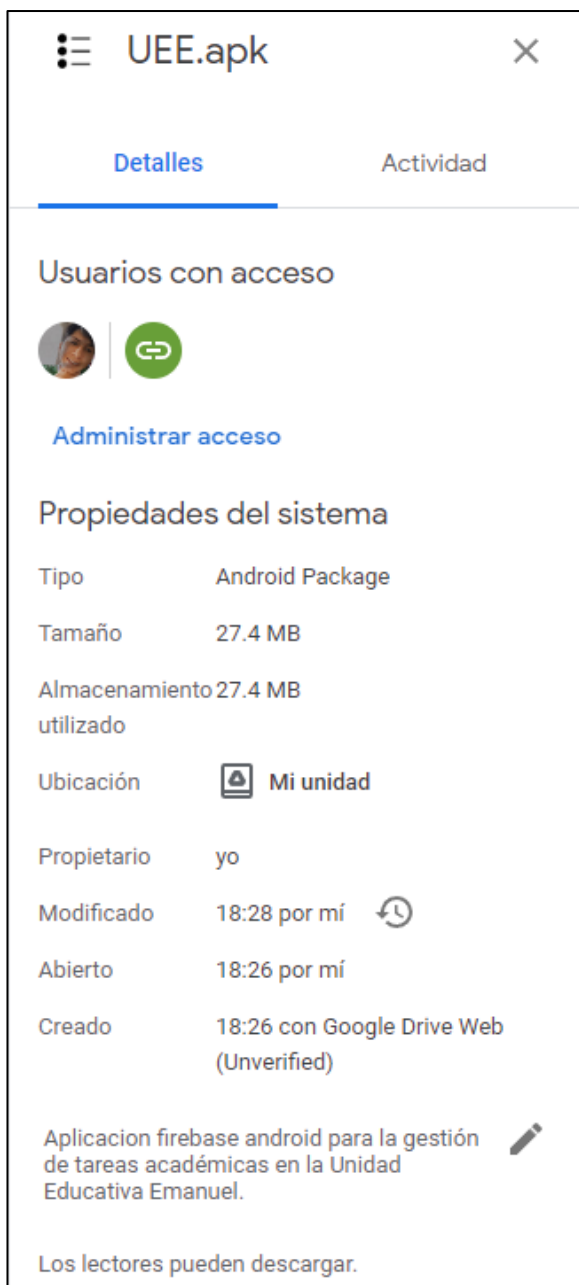 UEE.apk
Detalles
Actividad
Usuarios con acceso
Administrar acceso
Propiedades del sistema
Tipo Android Package
Tamaño 27.4 MB
Almacenamiento 27.4 MB
utilizado
Ubicación Mi unidad
Propietario yo
Modificado 18:28 por mí
Abierto 18:26 por mí
Creado 18:26 con Google Drive Web
(Unverified)
Aplicacion firebase android para la gestión
de tareas académicas en la Unidad
Educativa Emanuel.
Los lectores pueden descargar.